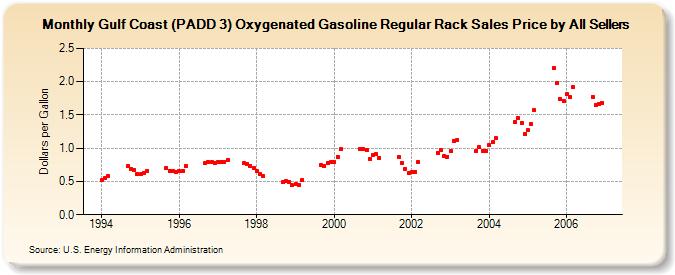 Monthly Gulf Coast (PADD 3) Oxygenated Gasoline Regular Rack Sales Price by All Sellers
Dollars per Gallon
2.5
2.0
1.5
1.0
0.5
0.0
1994 1996 1998 2000 2002 2004 2006
Source: U.S. Energy Information Administration